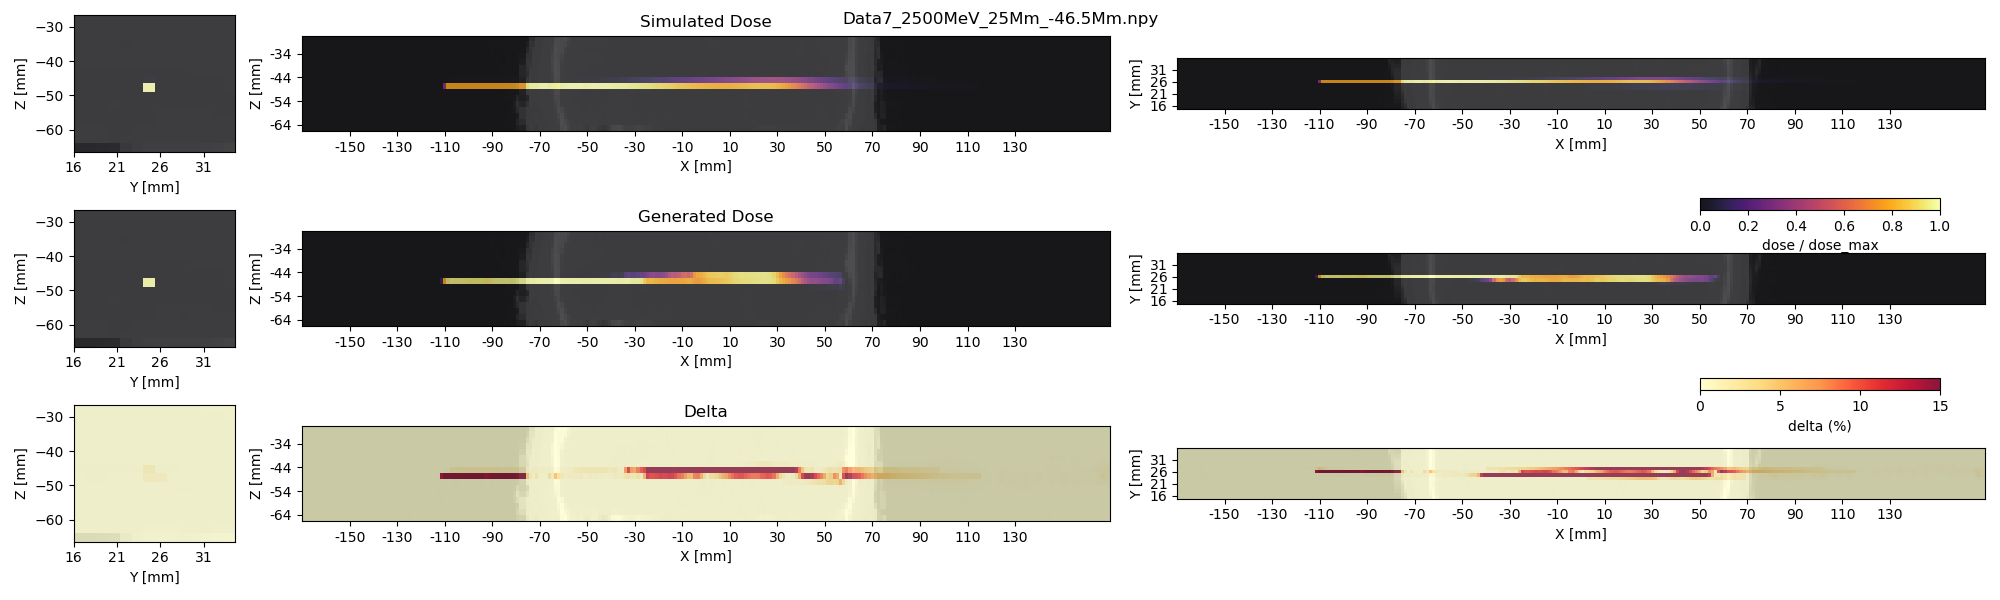 Data7_2500MeV_25Mm_-46.5Mm.npy
Simulated Dose
Z [mm]
−30
−40
−50
−60
16 21 26 31
Y [mm]
Z [mm]
-34
-44
-54
-64
-150 -130 -110 -90 -70 -50 -30 -10 10 30 50 70 90 110 130
X [mm]
Y [mm]
31
26
21
16
-150 -130 -110 -90 -70 -50 -30 -10 10 30 50 70 90 110 130
X [mm]
0.0 0.2 0.4 0.6 0.8 1.0
dose / dose_max
Generated Dose
Z [mm]
−30
−40
−50
−60
16 21 26 31
Y [mm]
Z [mm]
-34
-44
-54
-64
-150 -130 -110 -90 -70 -50 -30 -10 10 30 50 70 90 110 130
X [mm]
Y [mm]
31
26
21
16
-150 -130 -110 -90 -70 -50 -30 -10 10 30 50 70 90 110 130
X [mm]
0 5 10 15
delta (%)
Delta
Z [mm]
−30
−40
−50
−60
16 21 26 31
Y [mm]
Z [mm]
-34
-44
-54
-64
-150 -130 -110 -90 -70 -50 -30 -10 10 30 50 70 90 110 130
X [mm]
Y [mm]
31
26
21
16
-150 -130 -110 -90 -70 -50 -30 -10 10 30 50 70 90 110 130
X [mm]